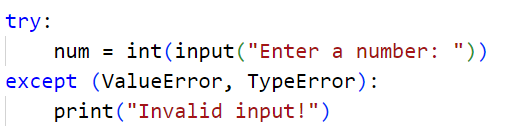 try:
    num = int(input("Enter a number: "))
except (ValueError, TypeError):
    print("Invalid input!")